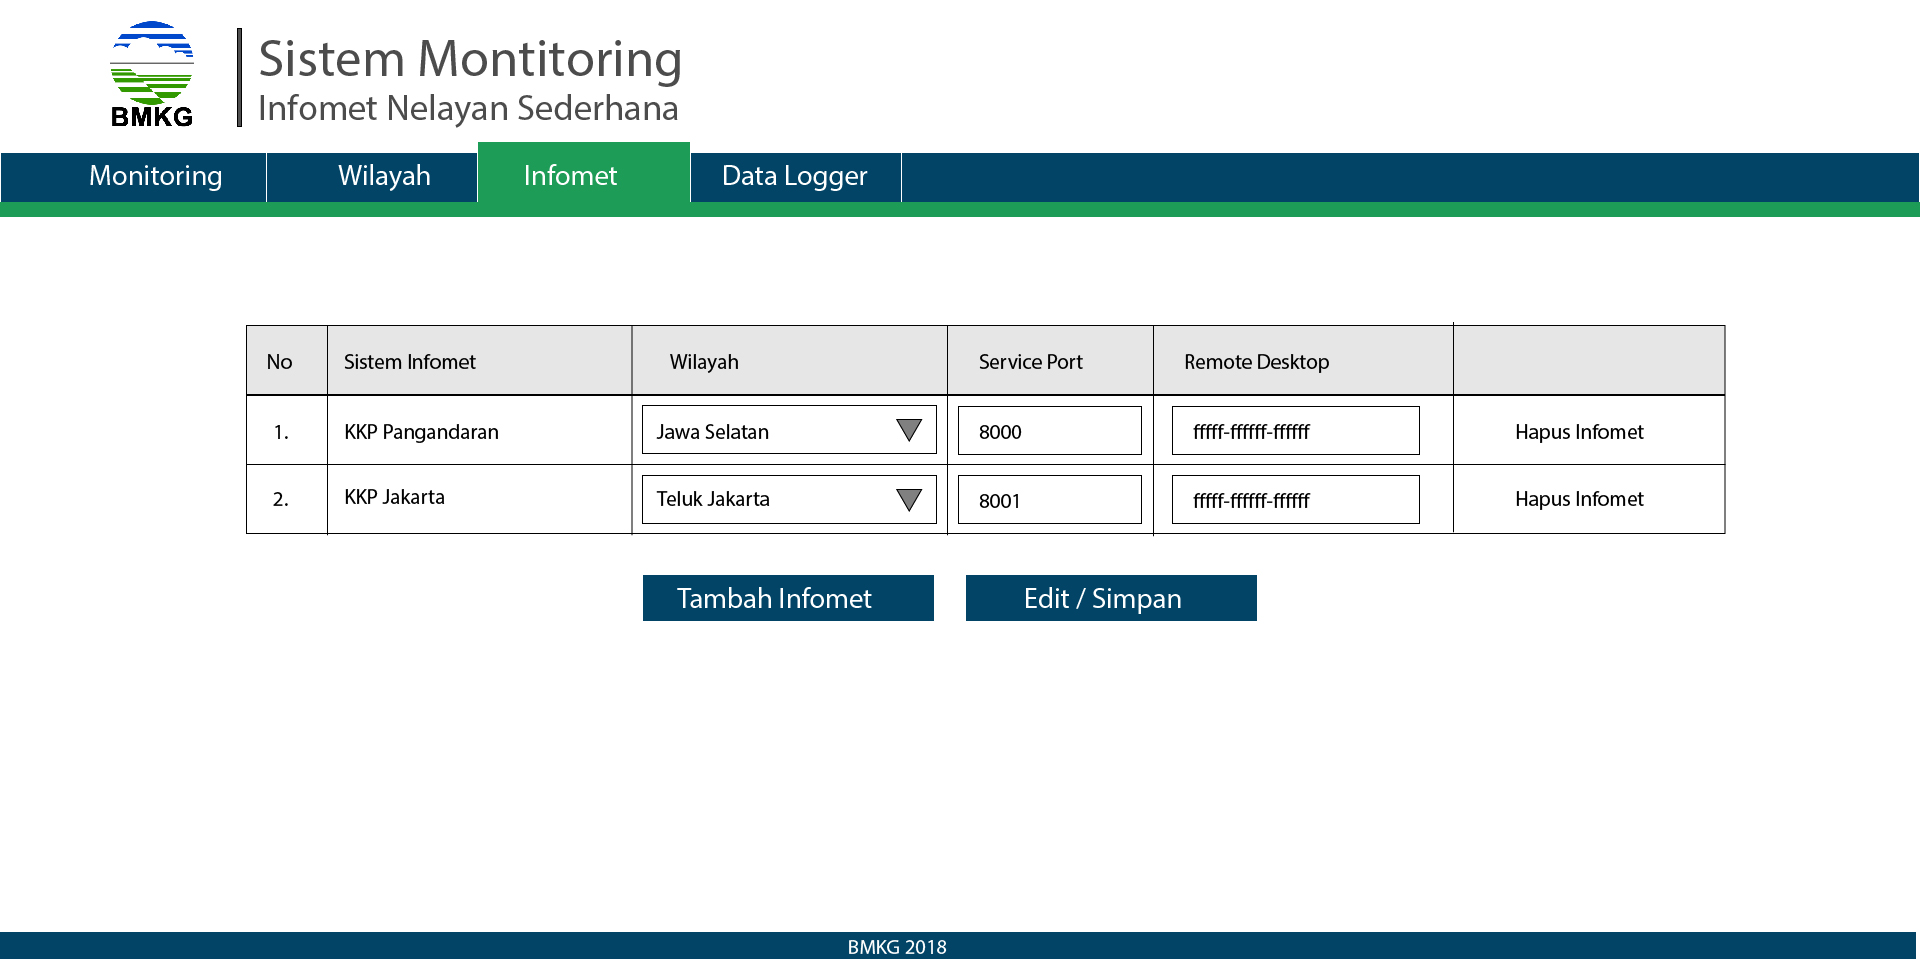 BMKG
Sistem Montitoring
Infomet Nelayan Sederhana
Monitoring Wilayah Infomet Data Logger
No Sistem Infomet Wilayah Service Port Remote Desktop
1. KKP Pangandaran Jawa Selatan 8000 fffff-ffffff-ffffff Hapus Infomet
2. KKP Jakarta Teluk Jakarta 8001 fffff-ffffff-ffffff Hapus Infomet
Tambah Infomet Edit / Simpan
BMKG 2018